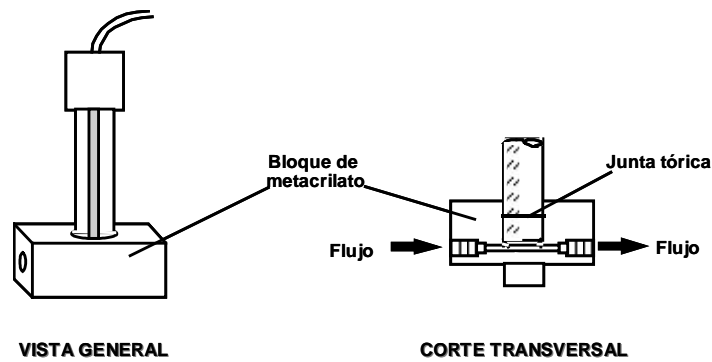 Bloque de
metacrilato
Junta tórica
Flujo
Flujo
VISTA GENERAL
CORTE TRANSVERSAL